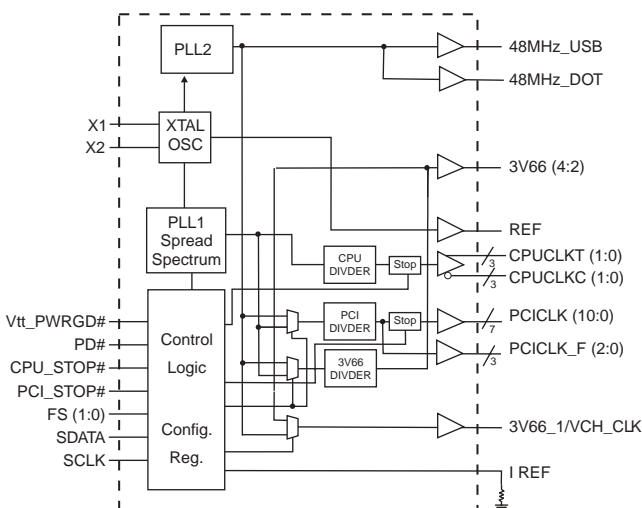 PLL2
48MHz_USB
48MHz_DOT
X1
X2
XTAL
OSC
3V66 (4:2)
REF
PLL1
Spread
Spectrum
CPU
DIVDER
Stop
3
CPUCLKT (1:0)
3
CPUCLKC (1:0)
PCI
DIVDER
Stop
7
PCICLK (10:0)
3
PCICLK_F (2:0)
3V66
DIVDER
Vtt_PWRGD#
PD#
CPU_STOP#
PCI_STOP#
FS (1:0)
SDATA
SCLK
Control
Logic
Config.
Reg.
3V66_1/VCH_CLK
I REF